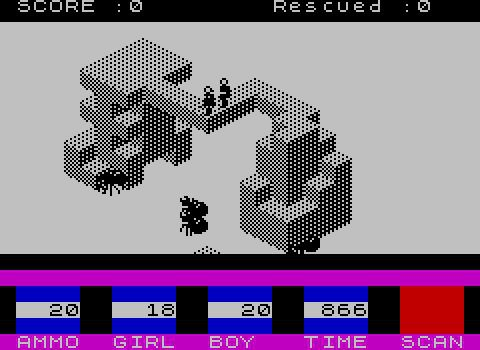 SCORE :0 Rescued :0
20 18 20 866
AMMO GIRL BOY TIME SCAN